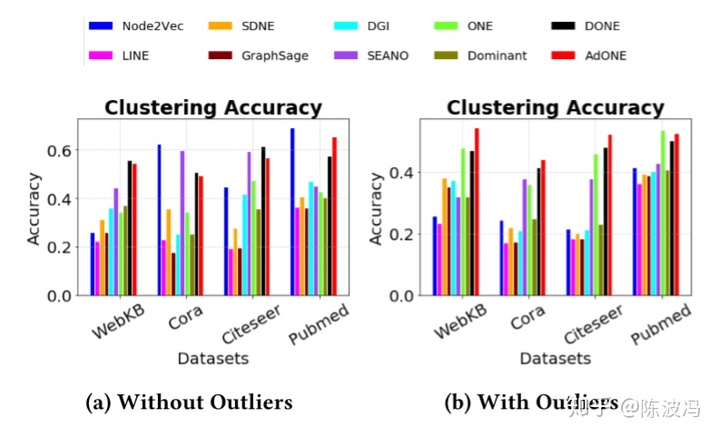 Node2Vec SDNE DGI ONE DONE
LINE GraphSage SEANO Dominant AdONE
Clustering Accuracy
Accuracy
0.6
0.4
0.2
0.0
WebKB Cora Citeseer Pubmed
Datasets
(a) Without Outliers
Clustering Accuracy
Accuracy
0.4
0.2
0.0
WebKB Cora Citeseer Pubmed
Datasets
(b) With Outliers
知乎 @陈波冯